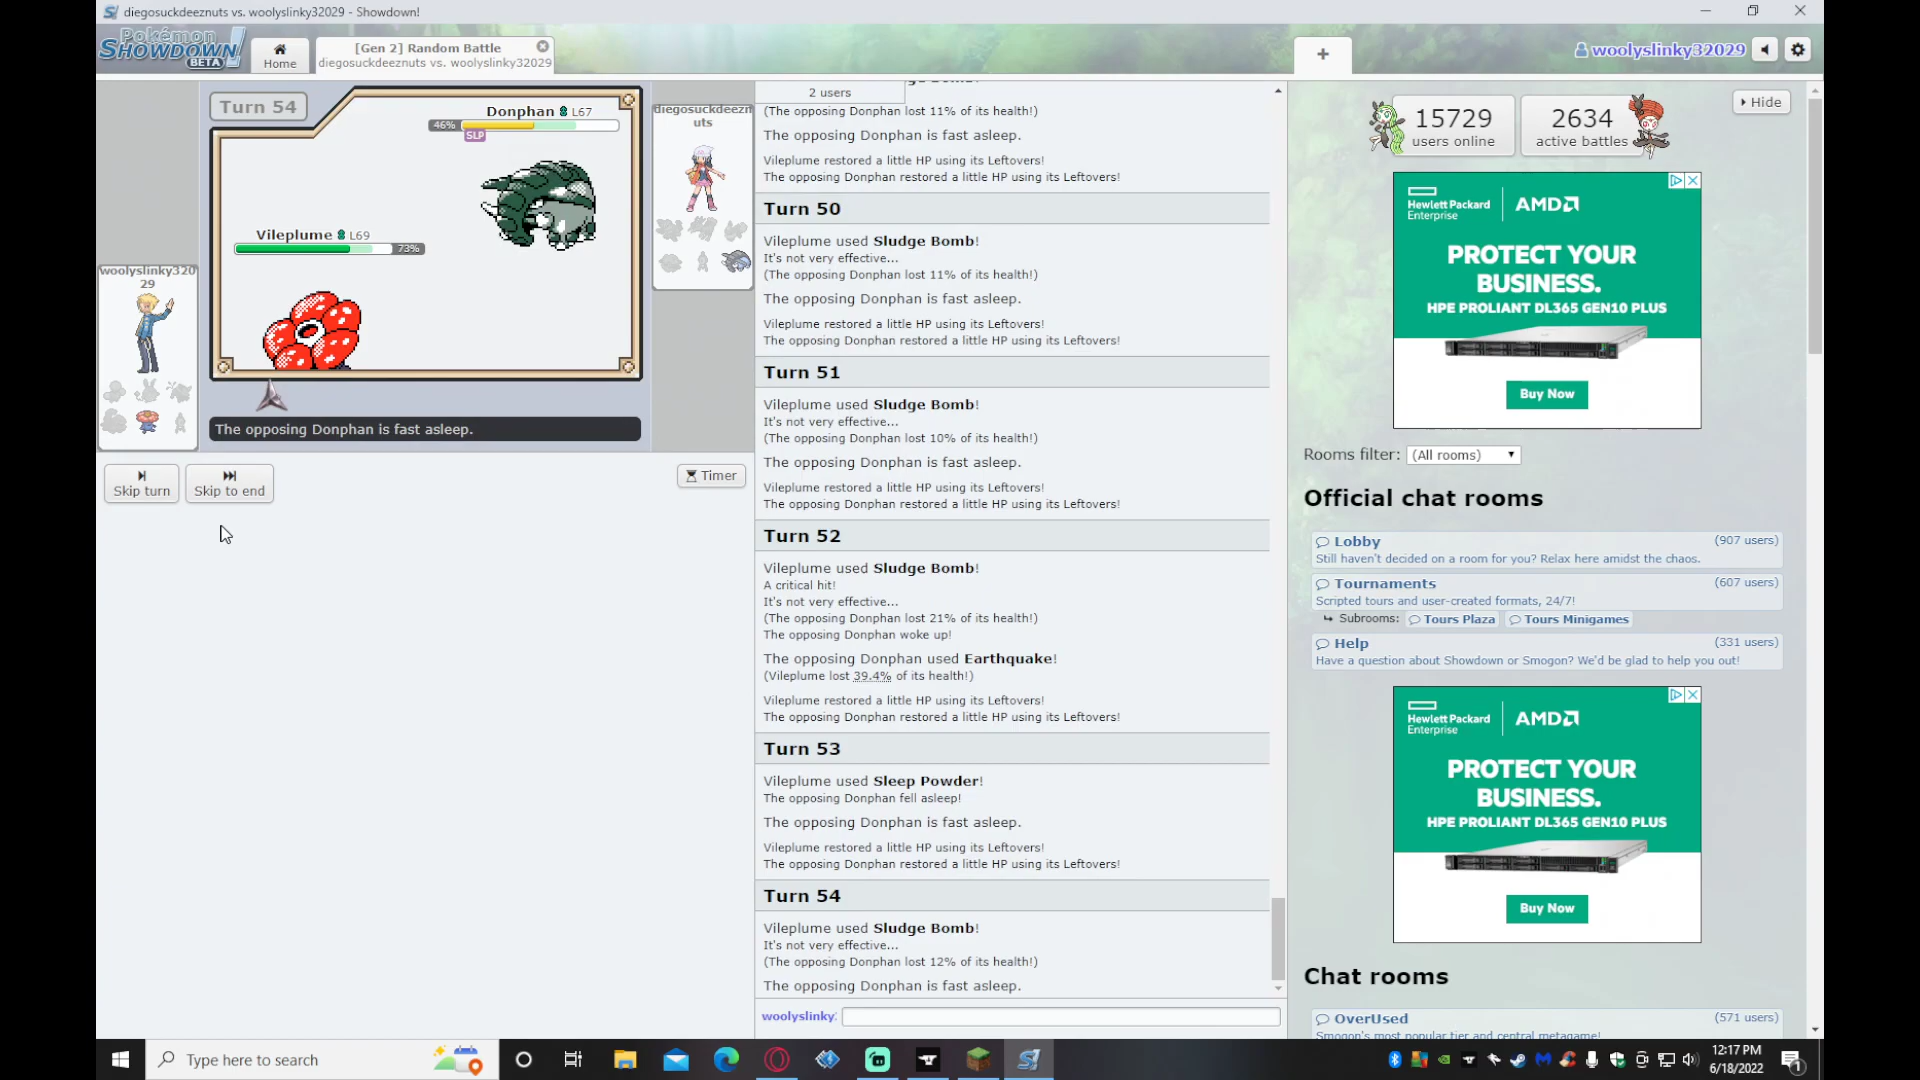 diegosuckdeeznuts vs. woolyslinky32029 - Showdown!
Pokémon
SHOWDOWN!
BETA
Home
[Gen 2] Random Battle
diegosuckdeeznuts vs. woolyslinky32029
+
woolyslinky32029
Turn 54
Donphan L67
46%
SLP
Vileplume L69
73%
diegosuckdeezn
uts
woolyslinky320
29
The opposing Donphan is fast asleep.
Skip turn
Skip to end
Timer
2 users
(The opposing Donphan lost 11% of its health!)
The opposing Donphan is fast asleep.
Vileplume restored a little HP using its Leftovers!
The opposing Donphan restored a little HP using its Leftovers!
Turn 50
Vileplume used Sludge Bomb!
It's not very effective...
(The opposing Donphan lost 11% of its health!)
The opposing Donphan is fast asleep.
Vileplume restored a little HP using its Leftovers!
The opposing Donphan restored a little HP using its Leftovers!
Turn 51
Vileplume used Sludge Bomb!
It's not very effective...
(The opposing Donphan lost 10% of its health!)
The opposing Donphan is fast asleep.
Vileplume restored a little HP using its Leftovers!
The opposing Donphan restored a little HP using its Leftovers!
Turn 52
Vileplume used Sludge Bomb!
A critical hit!
It's not very effective...
(The opposing Donphan lost 21% of its health!)
The opposing Donphan woke up!
The opposing Donphan used Earthquake!
(Vileplume lost 39.4% of its health!)
Vileplume restored a little HP using its Leftovers!
The opposing Donphan restored a little HP using its Leftovers!
Turn 53
Vileplume used Sleep Powder!
The opposing Donphan fell asleep!
The opposing Donphan is fast asleep.
Vileplume restored a little HP using its Leftovers!
The opposing Donphan restored a little HP using its Leftovers!
Turn 54
Vileplume used Sludge Bomb!
It's not very effective...
(The opposing Donphan lost 12% of its health!)
The opposing Donphan is fast asleep.
woolyslinky:
15729
users online
2634
active battles
Hide
Hewlett Packard
Enterprise
AMD
PROTECT YOUR
BUSINESS.
HPE PROLIANT DL365 GEN10 PLUS
Buy Now
Rooms filter: (All rooms)
Official chat rooms
Lobby (907 users)
Still haven't decided on a room for you? Relax here amidst the chaos.
Tournaments (607 users)
Scripted tours and user-created formats, 24/7!
Subrooms: Tours Plaza Tours Minigames
Help (331 users)
Have a question about Showdown or Smogon? We'd be glad to help you out!
Hewlett Packard
Enterprise
AMD
PROTECT YOUR
BUSINESS.
HPE PROLIANT DL365 GEN10 PLUS
Buy Now
Chat rooms
OverUsed (571 users)
Smogon's most popular tier and central metagame!
Type here to search
12:17 PM
6/18/2022
1